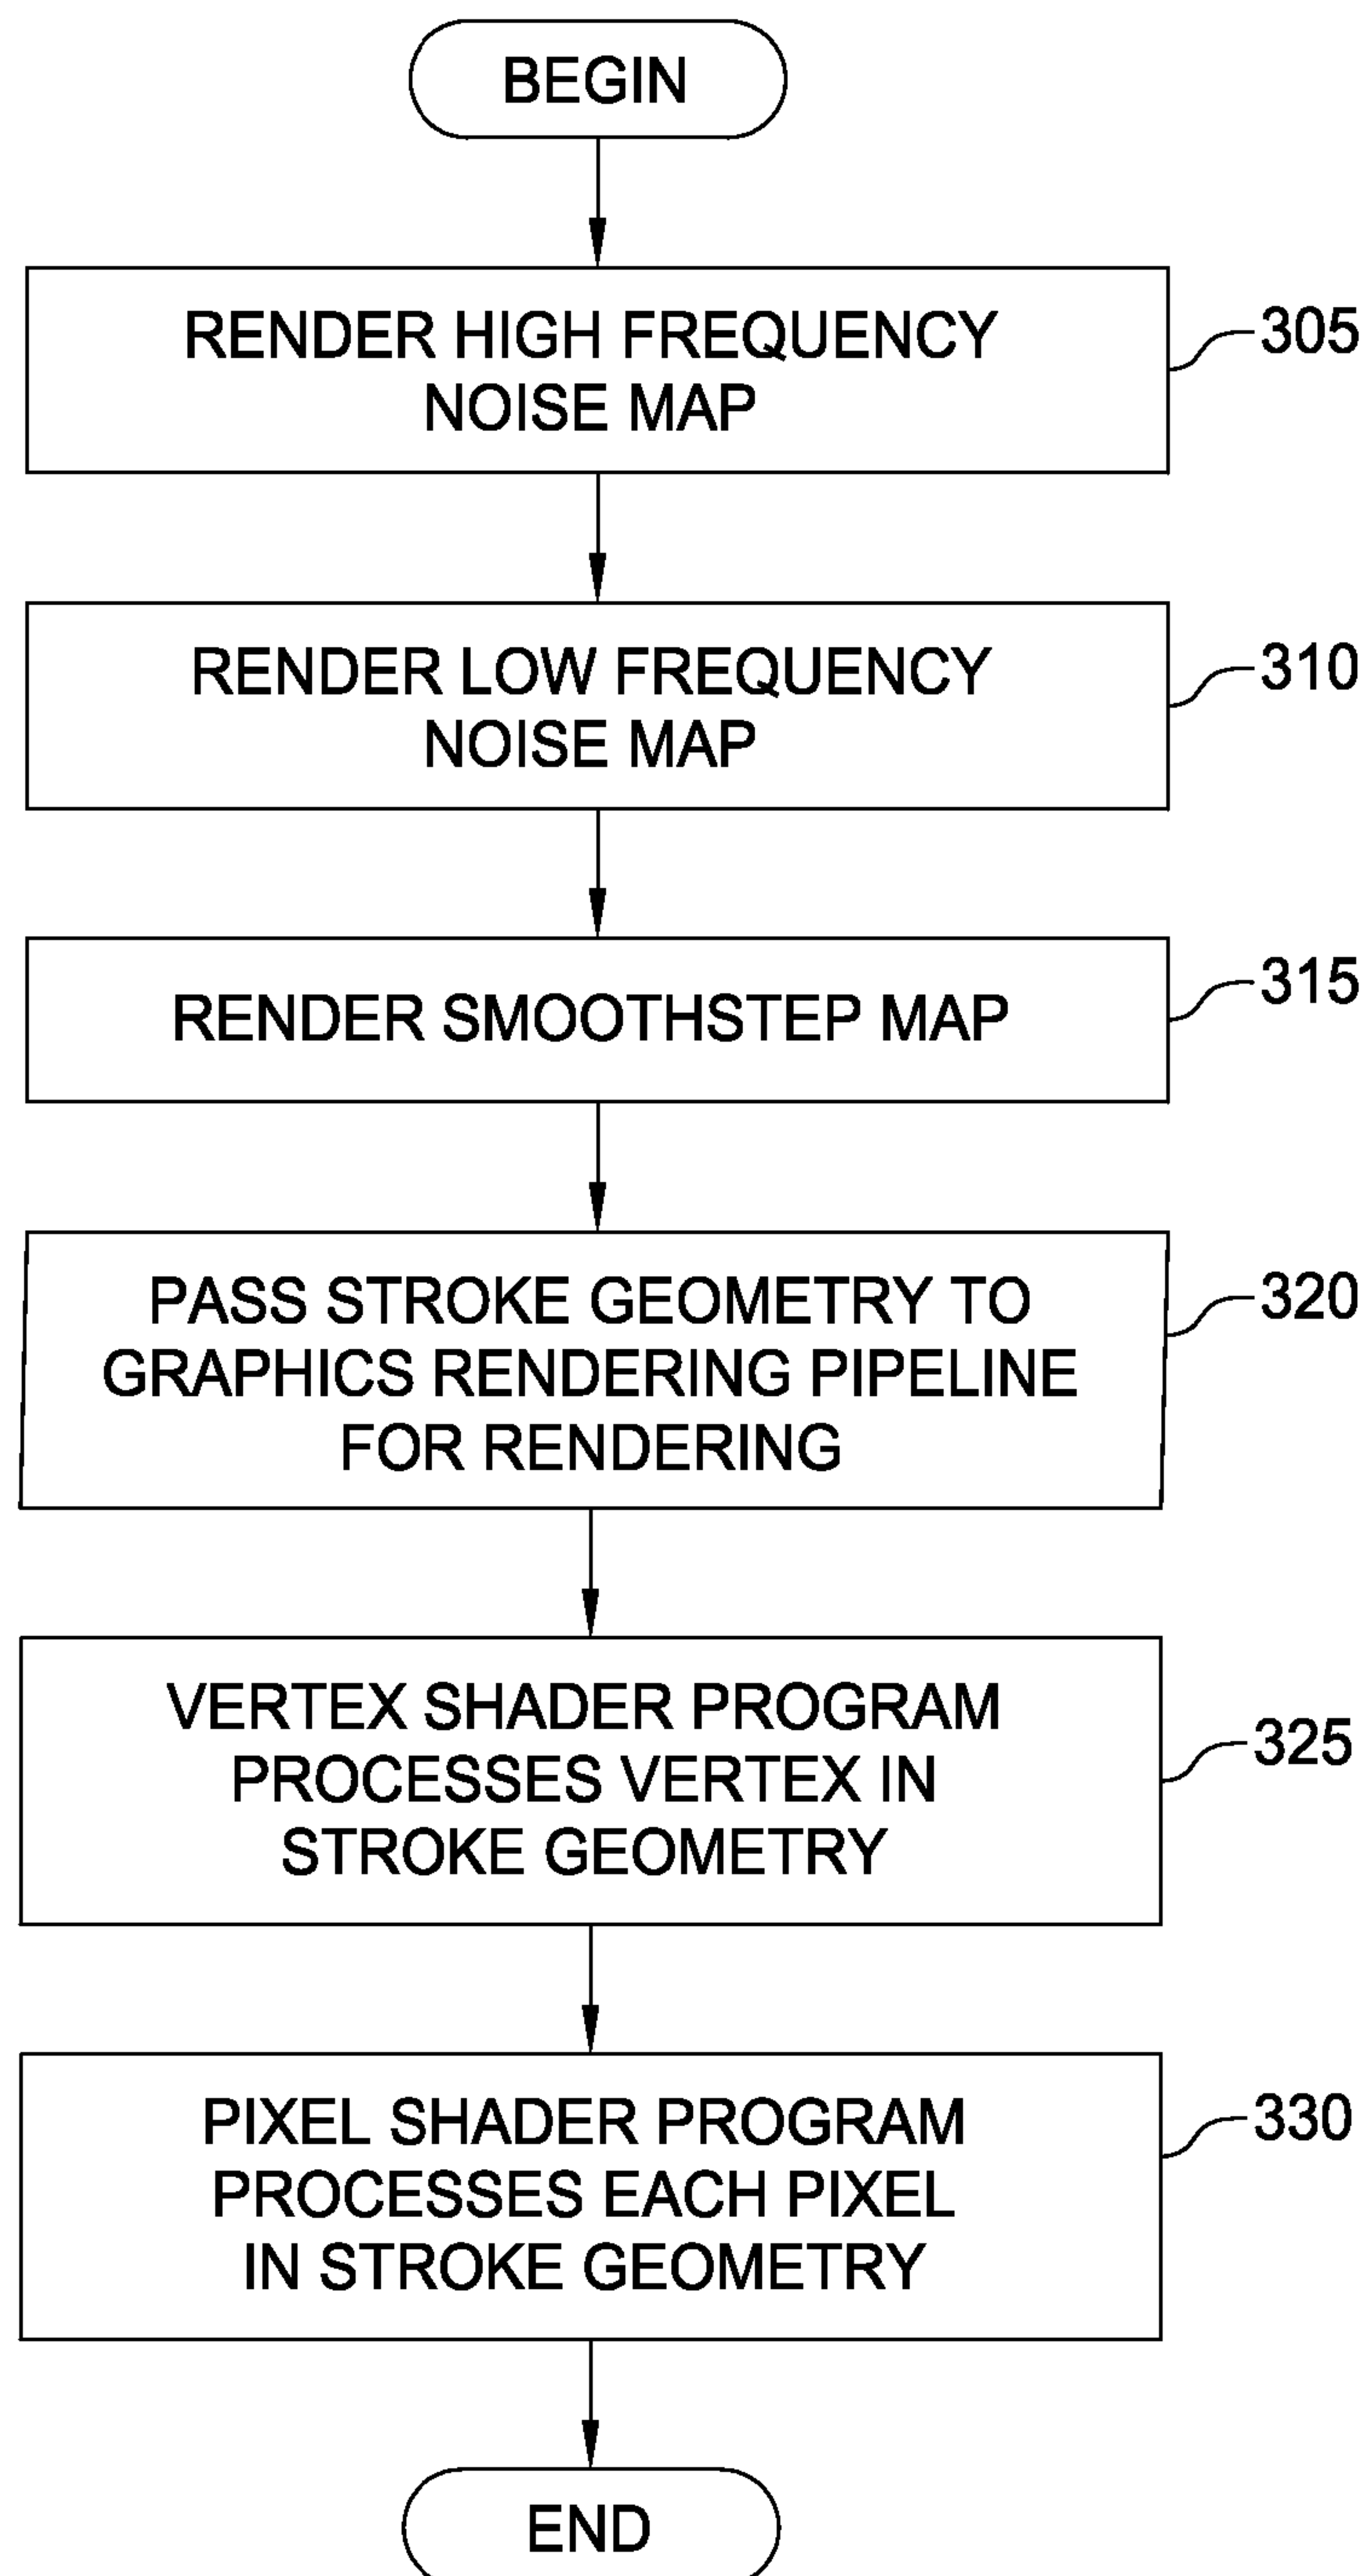 BEGIN
RENDER HIGH FREQUENCY
NOISE MAP
305
RENDER LOW FREQUENCY
NOISE MAP
310
RENDER SMOOTHSTEP MAP
315
PASS STROKE GEOMETRY TO
GRAPHICS RENDERING PIPELINE
FOR RENDERING
320
VERTEX SHADER PROGRAM
PROCESSES VERTEX IN
STROKE GEOMETRY
325
PIXEL SHADER PROGRAM
PROCESSES EACH PIXEL
IN STROKE GEOMETRY
330
END